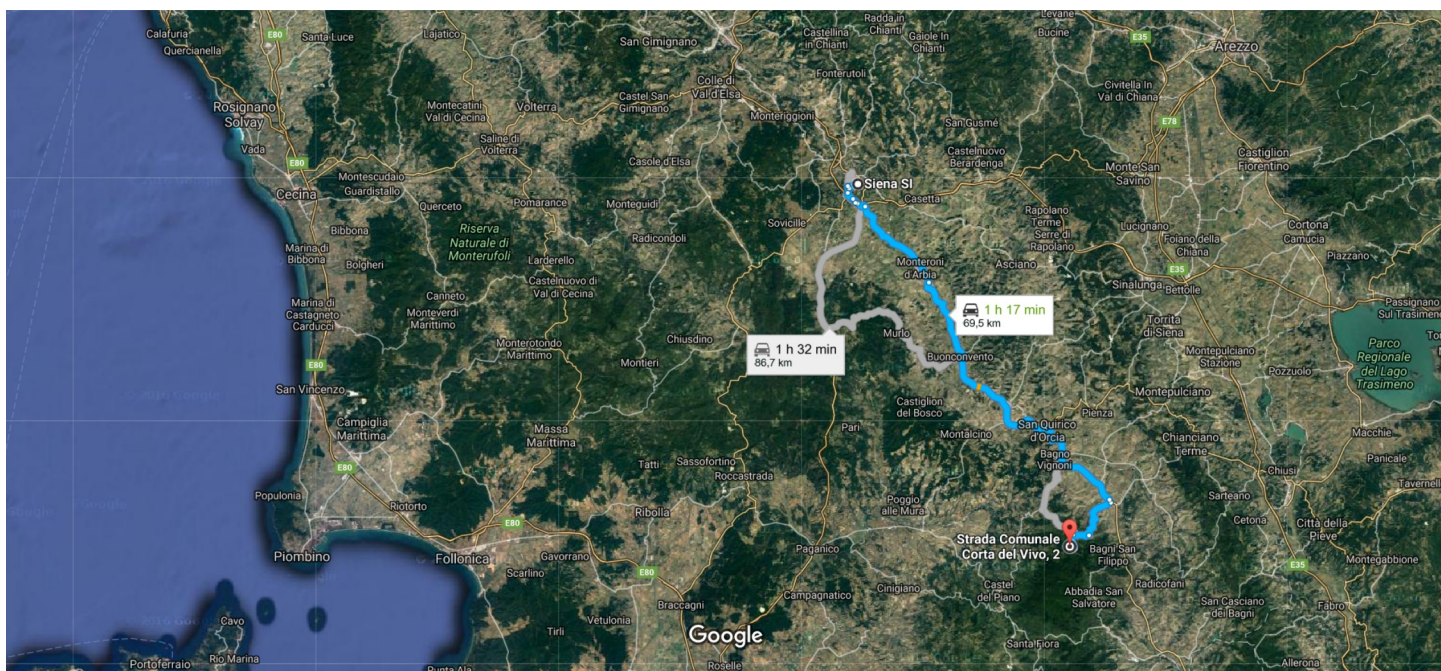 Calafuria
Quercianella
E80
Santa Luce
Lajatico
San Gimignano
Castellina
in Chianti
Radda in
Chianti
Gaiole In
Chianti
Levane
Bucine
E35
Arezzo
Fonterutoli
Colle di
Val d'Elsa
Civitella In
Val di Chiana
Rosignano
Solvay
Vada
Montecatini
Val di Cecina
Volterra
Castel San
Gimignano
Monteriggioni
San Gusmé
E78
Saline di
Volterra
Casole d'Elsa
Castelnuovo
Berardenga
Monte San
Savino
Castiglion
Fiorentino
E80
Cecina
Montescudaio
Guardistallo
Querceto
Pomarance
Monteguidi
Siena SI
Casetta
Sovicille
Rapolano
Terme
Serre di
Rapolano
Lucignano
Foiano della
Chiana
Cortona
Camucia
Piazzano
Bibbona
Marina di
Bibbona
Bolgheri
Riserva
Naturale di
Monterufoli
Radicondoli
Larderello
Castelnuovo di
Val di Cecina
Monteroni
d'Arbia
Asciano
E35
Sinalunga
Bettolle
Marina di
Castagneto
Carducci
Canneto
Monteverdi
Marittimo
1 h 17 min
69,5 km
Passignano
Sul Trasimeno
Torrita
di Siena
Monterotondo
Marittimo
Chiusdino
Murlo
1 h 32 min
86,7 km
Montieri
Buonconvento
Montepulciano
Stazione
Pozzuolo
Parco
Regionale
del Lago
Trasimeno
E80
San Vincenzo
Castiglion
del Bosco
Pienza
Montepulciano
Campiglia
Marittima
Massa
Marittima
Pari
Montalcino
San Quirico
d'Orcia
Bagno
Vignoni
Chianciano
Terme
Macchie
Panicale
Chiusi
Tavernelle
E80
Tatti
Sassofortino
Roccastrada
Populonia
Riotorto
Ribolla
Poggio
alle Mura
Sarteano
Cetona
Città della
Pieve
E80
Piombino
Follonica
Gavorrano
Scarlino
E80
Paganico
Strada Comunale
Corta del Vivo, 2
Bagni San
Filippo
Radicofani
E35
Montegabbione
Cinigiano
Castel
del Piano
Abbadia San
Salvatore
San Casciano
dei Bagni
Fabro
Campagnatico
Braccagni
Vetulonia
Cavo
Rio Marina
Portoferraio
Tirli
Punta Ala
Google
Roselle
Santa Fiora
Allerona